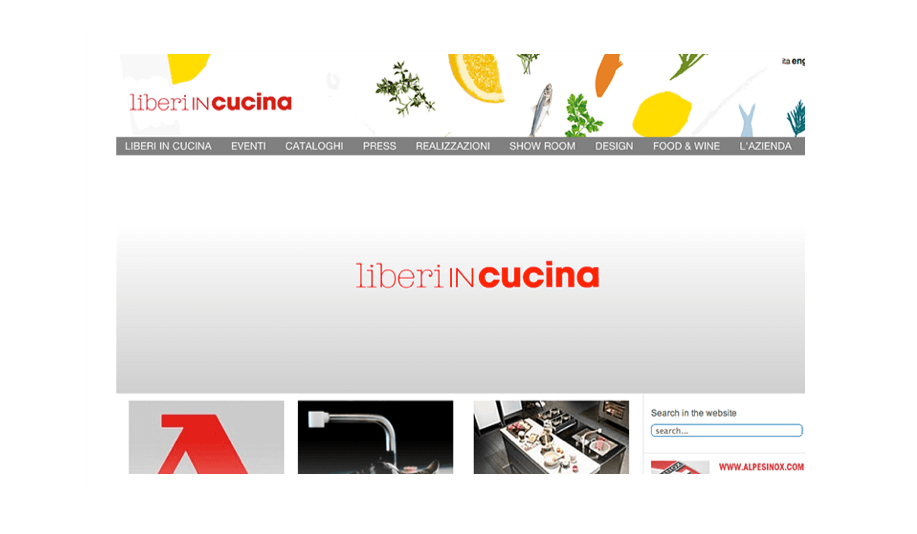 ita eng
liberi IN cucina
LIBERI IN CUCINA EVENTI CATALOGHI PRESS REALIZZAZIONI SHOW ROOM DESIGN FOOD & WINE L'AZIENDA
liberi IN cucina
Search in the website
search...
WWW.ALPESINOX.COM